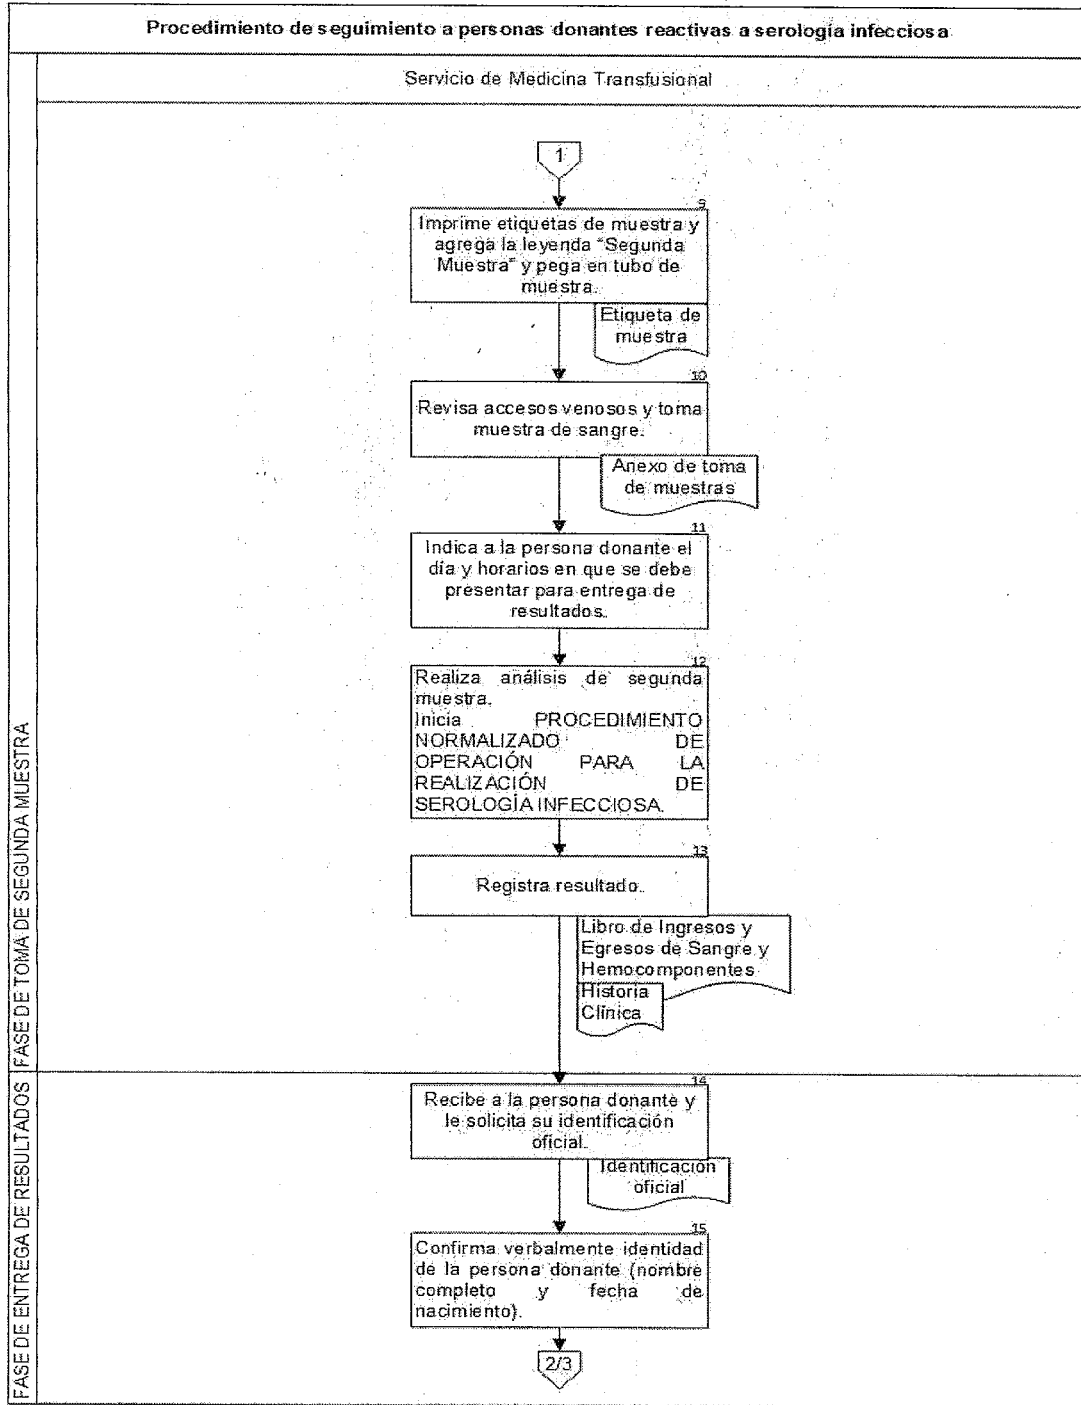 Procedimiento de seguimiento a personas donantes reactivas a serología infecciosa
Servicio de Medicina Transfusional
FASE DE TOMA DE SEGUNDA MUESTRA
1
9
Imprime etiquetas de muestra y
agrega la leyenda "Segunda
Muestra" y pega en tubo de
muestra.
Etiqueta de
muestra
10
Revisa accesos venosos y toma
muestra de sangre.
Anexo de toma
de muestras
11
Indica a la persona donante el
día y horarios en que se debe
presentar para entrega de
resultados.
12
Realiza análisis de segunda
muestra.
Inicia PROCEDIMIENTO
NORMALIZADO DE
OPERACIÓN PARA LA
REALIZACIÓN DE
SEROLOGÍA INFECCIOSA.
13
Registra resultado.
Libro de Ingresos y
Egresos de Sangre y
Hemocomponentes
Historia
Clínica
FASE DE ENTREGA DE RESULTADOS
14
Recibe a la persona donante y
le solicita su identificación
oficial.
Identificación
oficial
15
Confirma verbalmente identidad
de la persona donante (nombre
completo y fecha de
nacimiento).
2/3